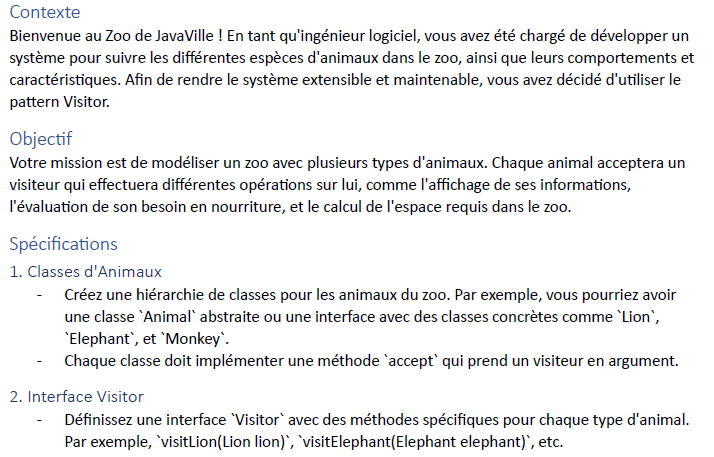 Contexte
Bienvenue au Zoo de JavaVille ! En tant qu'ingénieur logiciel, vous avez été chargé de développer un
système pour suivre les différentes espèces d'animaux dans le zoo, ainsi que leurs comportements et
caractéristiques. Afin de rendre le système extensible et maintenable, vous avez décidé d'utiliser le
pattern Visitor.
Objectif
Votre mission est de modéliser un zoo avec plusieurs types d'animaux. Chaque animal acceptera un
visiteur qui effectuera différentes opérations sur lui, comme l'affichage de ses informations,
l'évaluation de son besoin en nourriture, et le calcul de l'espace requis dans le zoo.
Spécifications
1. Classes d'Animaux
- Créez une hiérarchie de classes pour les animaux du zoo. Par exemple, vous pourriez avoir
une classe `Animal` abstraite ou une interface avec des classes concrètes comme `Lion`,
`Elephant`, et `Monkey`.
- Chaque classe doit implémenter une méthode `accept` qui prend un visiteur en argument.
2. Interface Visitor
- Définissez une interface `Visitor` avec des méthodes spécifiques pour chaque type d'animal.
Par exemple, `visitLion(Lion lion)`, `visitElephant(Elephant elephant)`, etc.